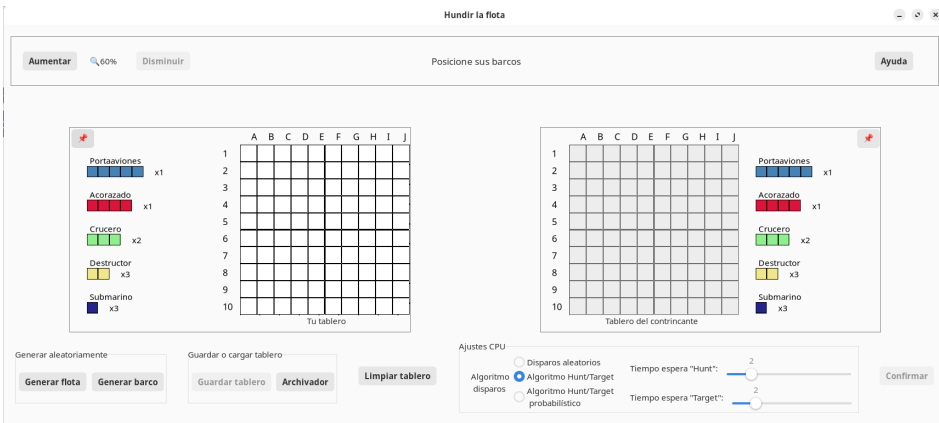 Hundir la flota
Aumentar 🔍60% Disminuir Posicione sus barcos Ayuda
A B C D E F G H I J
1
2
3
4
5
6
7
8
9
10
Portaaviones
x1
Acorazado
x1
Crucero
x2
Destructor
x3
Submarino
x3
Tu tablero
A B C D E F G H I J
1
2
3
4
5
6
7
8
9
10
Portaaviones
x1
Acorazado
x1
Crucero
x2
Destructor
x3
Submarino
x3
Tablero del contrincante
Generar aleatoriamente
Generar flota Generar barco
Guardar o cargar tablero
Guardar tablero Archivador
Limpiar tablero
Ajustes CPU
Algoritmo
disparos
Disparos aleatorios
Algoritmo Hunt/Target
Algoritmo Hunt/Target
probabilístico
2
Tiempo espera "Hunt":
2
Tiempo espera "Target":
Confirmar